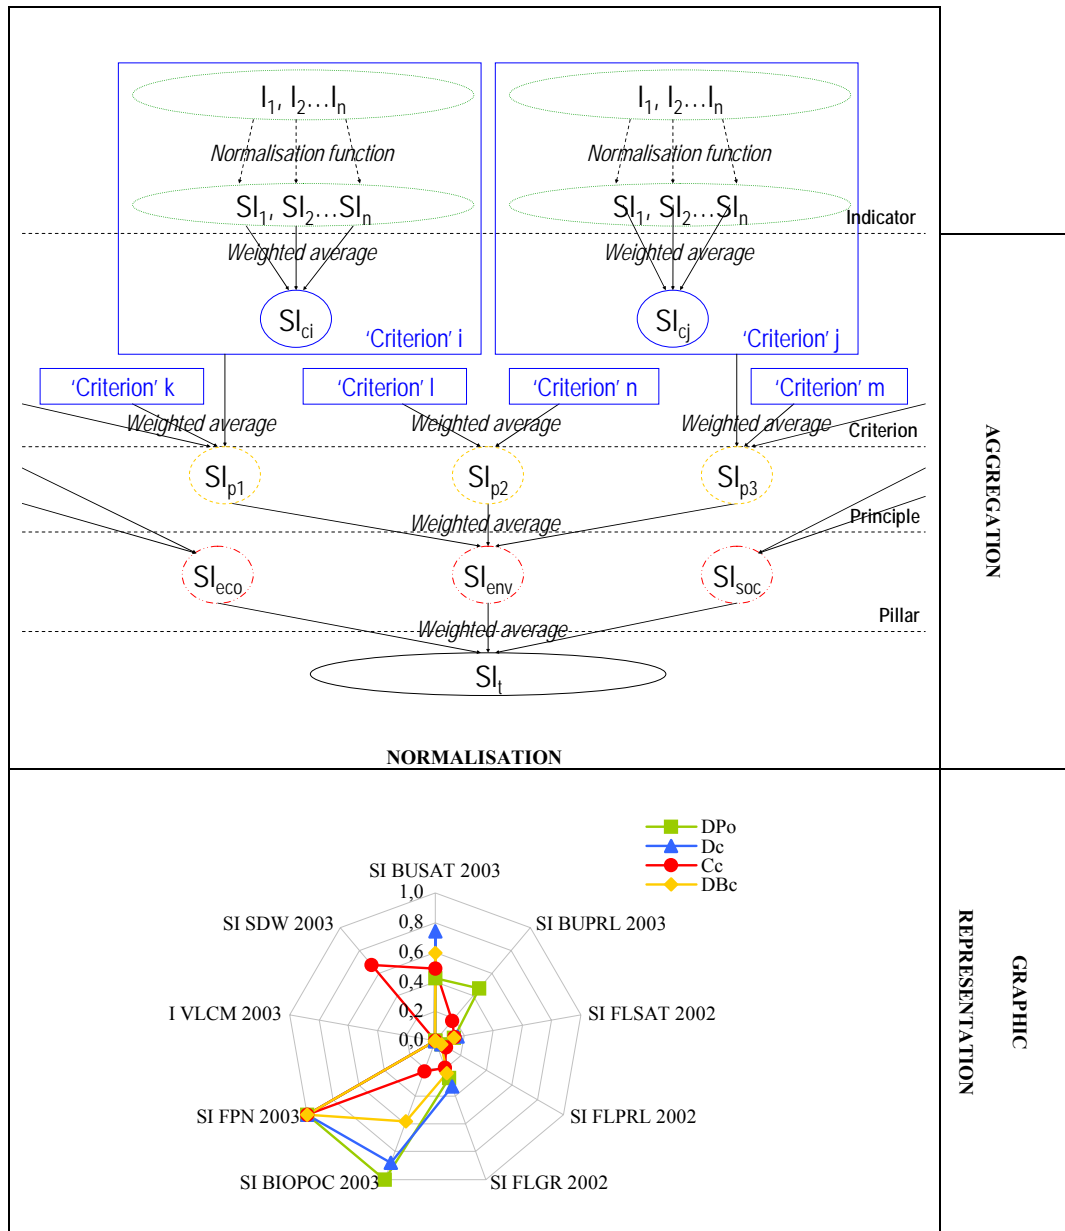 I1, I2…In I1, I2…In
Normalisation function Normalisation function
SI1, SI2…SIn SI1, SI2…SIn
Indicator
Weighted average Weighted average
SIci SIcj
'Criterion' i 'Criterion' j
'Criterion' k 'Criterion' l 'Criterion' n 'Criterion' m
Weighted average Weighted average Weighted average
Criterion
SIp1 SIp2 SIp3
Weighted average
Principle
SIeco SIenv SIsoc
Pillar
Weighted average
SIt
NORMALISATION
AGGREGATION
DPo
Dc
Cc
DBc
SI BUSAT 2003
1,0
0,8
0,6
0,4
0,2
0,0
SI BUPRL 2003
SI FLSAT 2002
SI FLPRL 2002
SI FLGR 2002
SI BIOPOC 2003
SI FPN 2003
I VLCM 2003
SI SDW 2003
GRAPHIC
REPRESENTATION